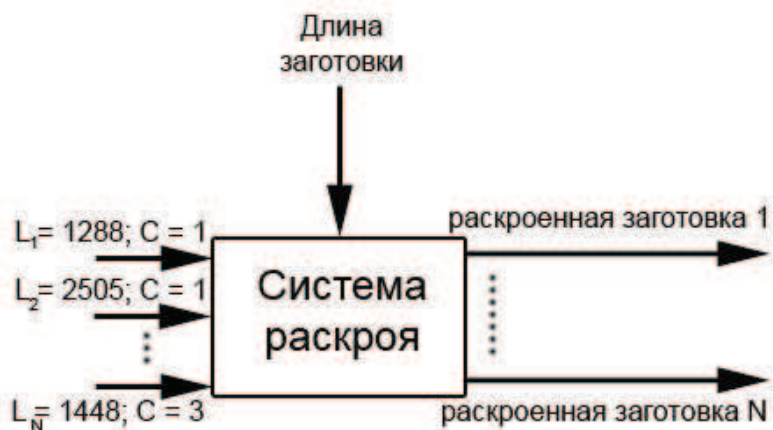 Длина
заготовки
L1= 1288; C = 1
раскроенная заготовка 1
L2= 2505; C = 1
Система
раскроя
LN= 1448; C = 3
раскроенная заготовка N